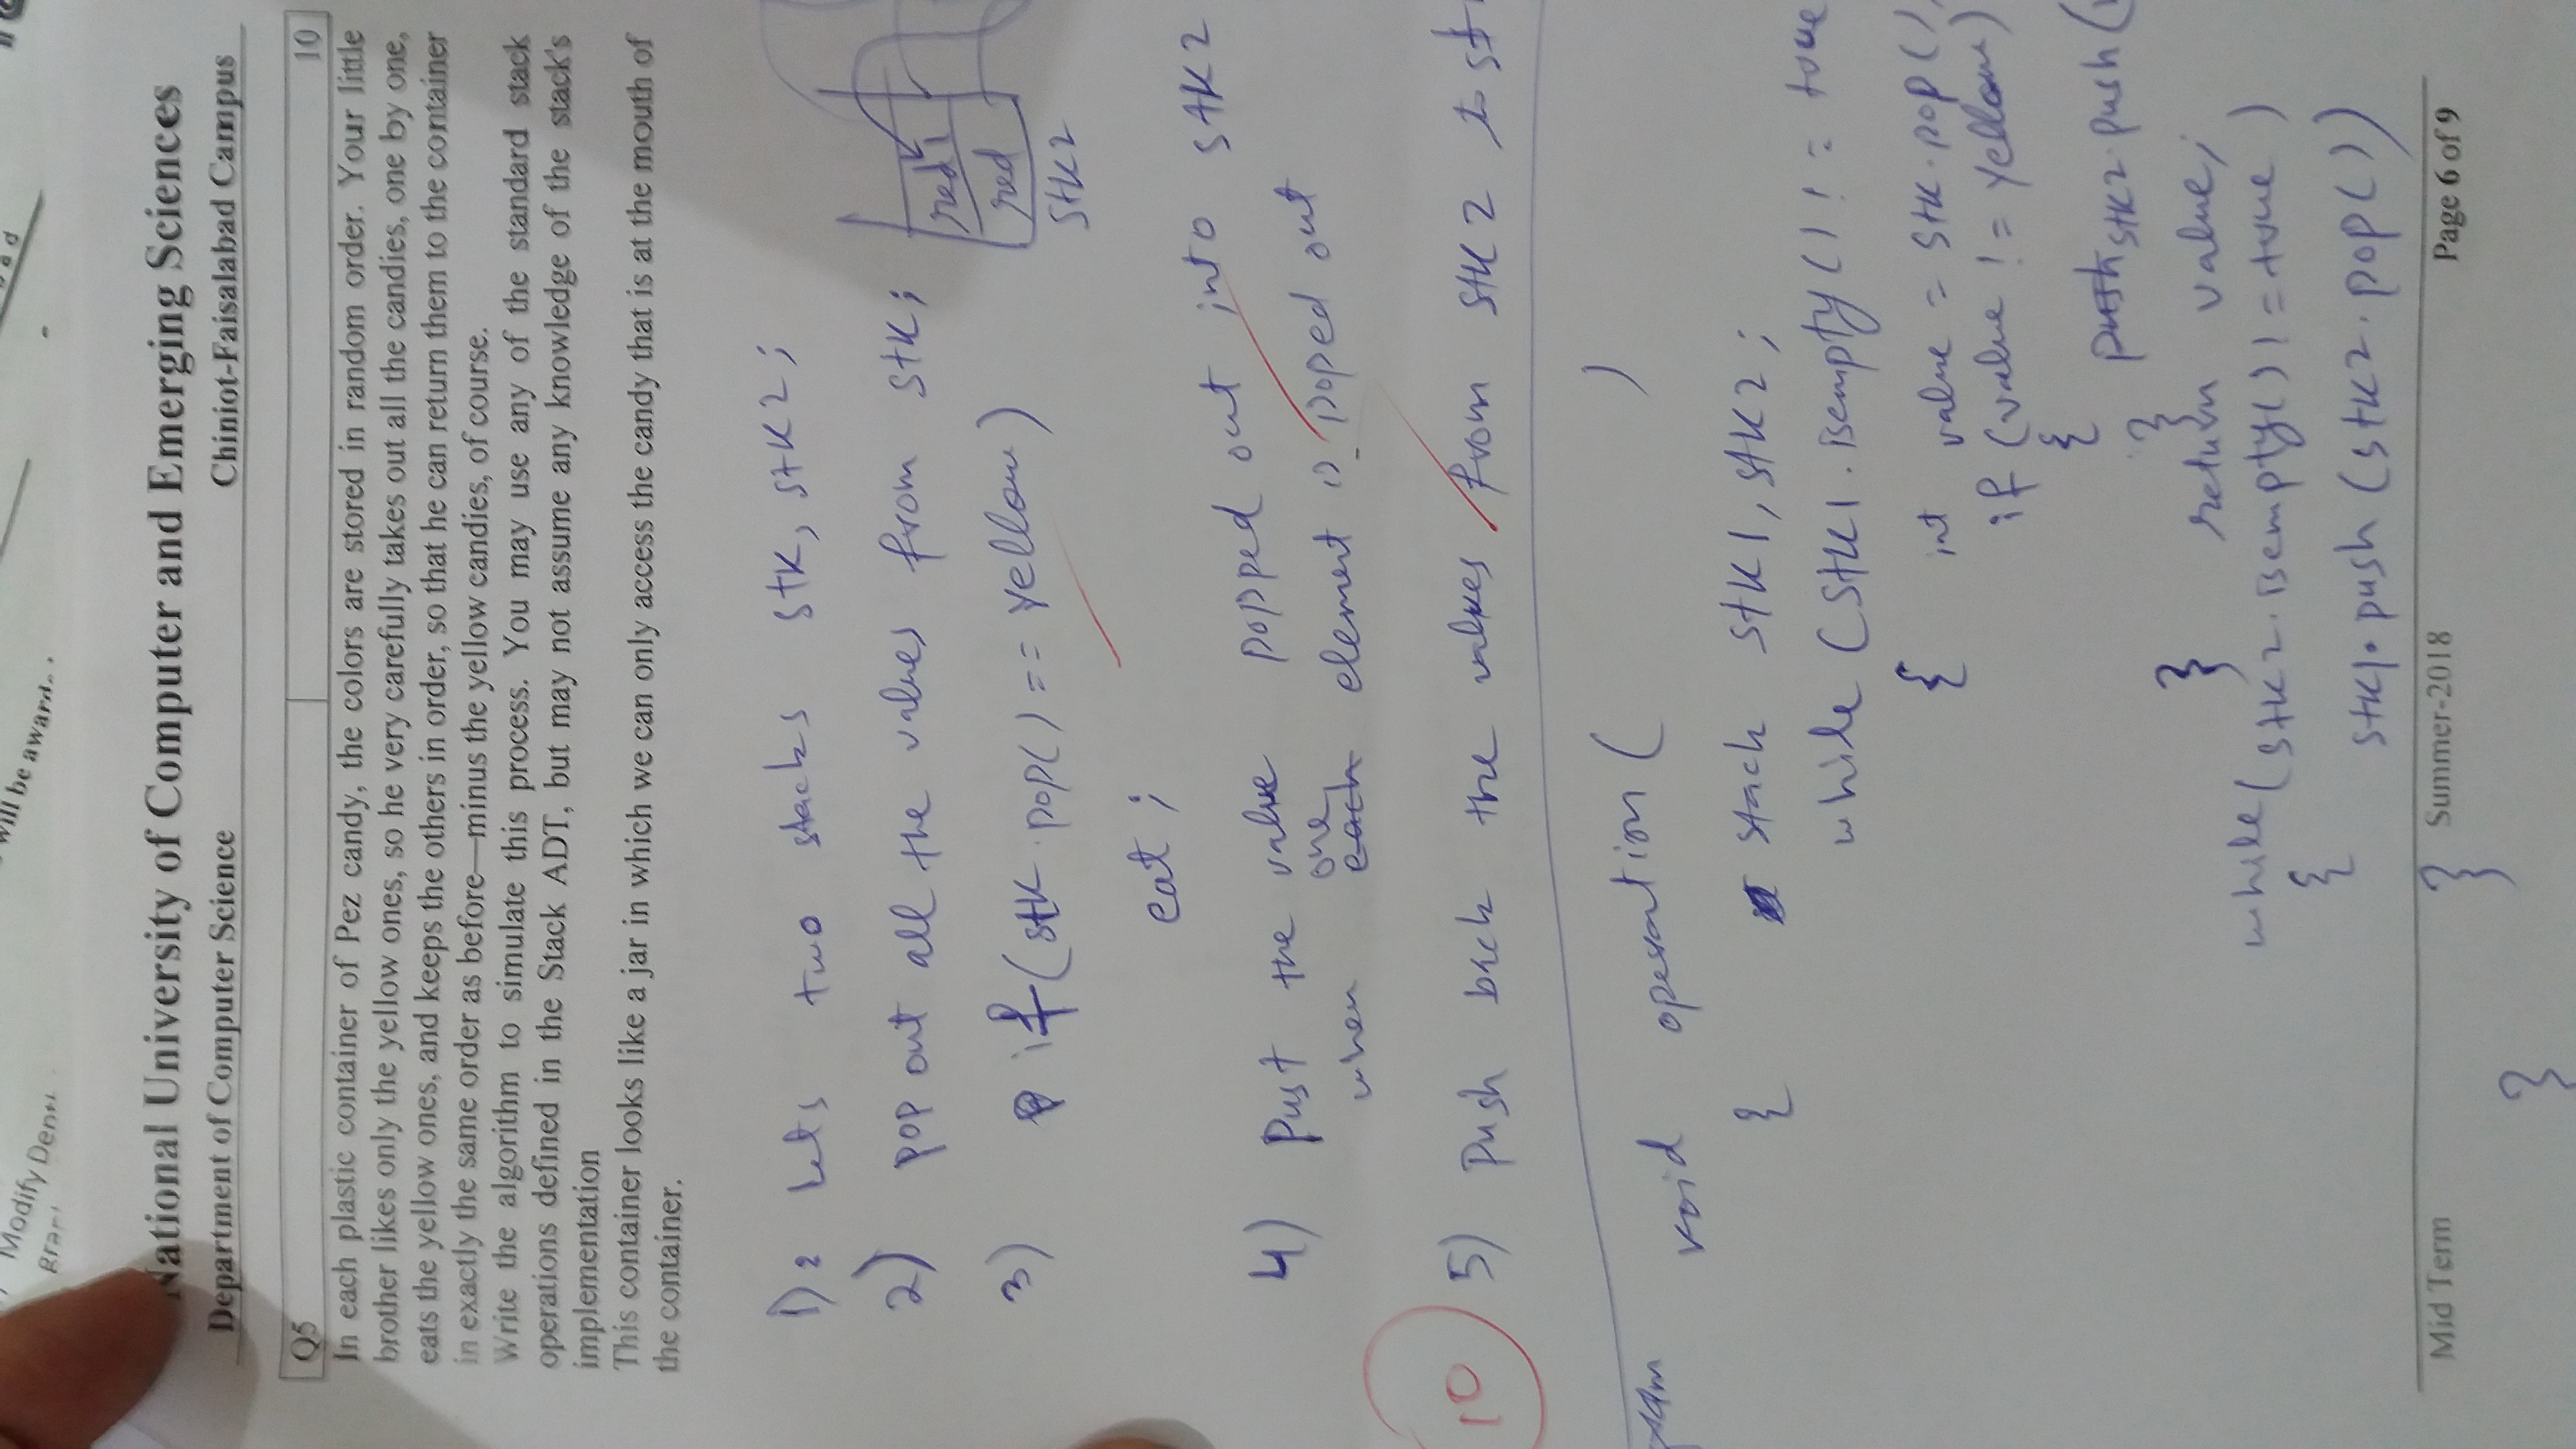 Modify
will be
National University of Computer and Emerging Sciences
Department of Computer Science Chiniot-Faisalabad Campus
Q5 10
In each plastic container of Pez candy, the colors are stored in random order. Your little
brother likes only the yellow ones, so he very carefully takes out all the candies, one by one,
eats the yellow ones, and keeps the others in order, so that he can return them to the container
in exactly the same order as before—minus the yellow candies, of course.
Write the algorithm to simulate this process. You may use any of the standard stack
operations defined in the Stack ADT, but may not assume any knowledge of the stack's
implementation
This container looks like a jar in which we can only access the candy that is at the mouth of
the container.
1) Lets two stacks stk, stk2;
2) pop out all the values from stk;
red1
red
stk2
3) if(stk.pop() == yellow)
eat;
4) Pust the value popped out into stk2
when one element is poped out
10
5) Push back the values from stk2 to
void operation( )
{ stack stk1, stk2;
while (stk1.isempty() != true
{ int value = stk.pop()
if (value != yellow)
{
stk2.push(
}
} return value;
while(stk2.isempty() != true)
{
stk1.push(stk2.pop())
Mid Term Summer-2018 Page 6 of 9
}
}